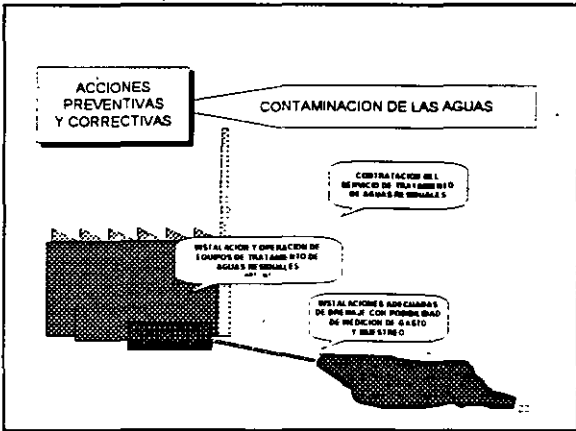 ACCIONES
PREVENTIVAS
Y CORRECTIVAS
CONTAMINACION DE LAS AGUAS
CONTRATACION DEL
SERVICIO DE TRATAMIENTO
DE AGUAS RESIDUALES
INSTALACION Y OPERACION DE
EQUIPOS DE TRATAMIENTO DE
AGUAS RESIDUALES
INSTALACIONES ADECUADAS
DE DRENAJE CON POSIBILIDAD
DE MEDICION DE GASTO
Y MUESTREO